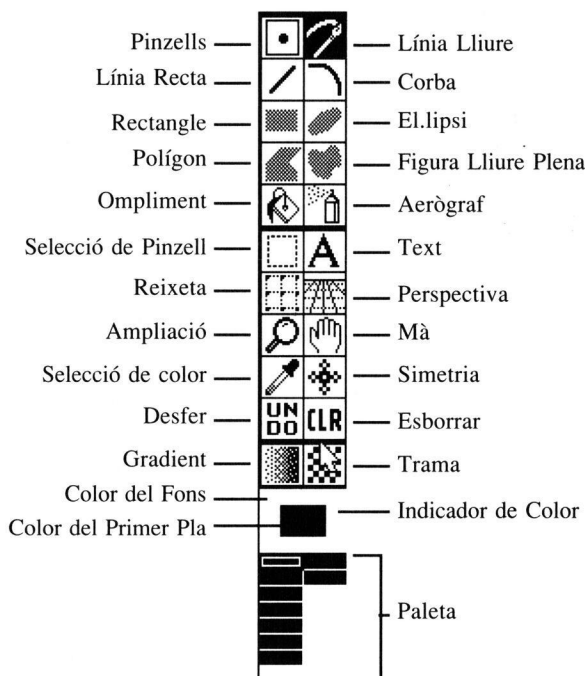 Pinzells
Línia Lliure
Línia Recta
Corba
Rectangle
El.lipsi
Polígon
Figura Lliure Plena
Ompliment
Aerògraf
Selecció de Pinzell
A
Text
Reixeta
Perspectiva
Ampliació
Mà
Selecció de color
Simetria
Desfer
UN
DO
CLR
Esborrar
Gradient
Trama
Color del Fons
Indicador de Color
Color del Primer Pla
Paleta